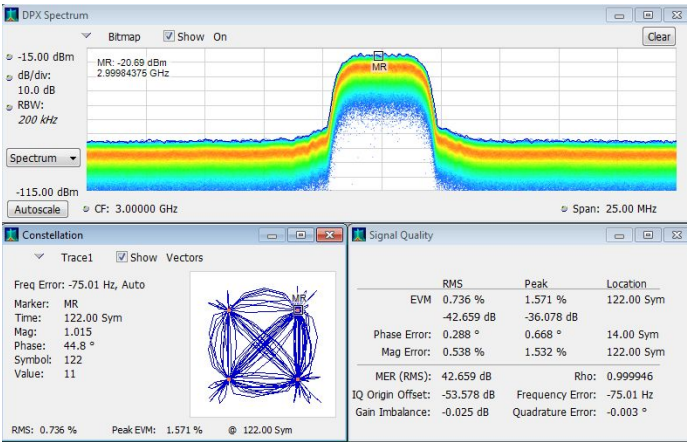 DPX Spectrum
Bitmap Show On Clear
-15.00 dBm
dB/div:
10.0 dB
RBW:
200 kHz
MR: -20.69 dBm
2.99984375 GHz
MR
Spectrum
-115.00 dBm
Autoscale CF: 3.00000 GHz Span: 25.00 MHz
Constellation
Trace1 Show Vectors
Freq Error: -75.01 Hz, Auto
Marker: MR
Time: 122.00 Sym
Mag: 1.015
Phase: 44.8 °
Symbol: 122
Value: 11
MR
RMS: 0.736 % Peak EVM: 1.571 % @ 122.00 Sym
Signal Quality
RMS Peak Location
EVM 0.736 % 1.571 % 122.00 Sym
-42.659 dB -36.078 dB
Phase Error: 0.288 ° 0.668 ° 14.00 Sym
Mag Error: 0.538 % 1.532 % 122.00 Sym
MER (RMS): 42.659 dB Rho: 0.999946
IQ Origin Offset: -53.578 dB Frequency Error: -75.01 Hz
Gain Imbalance: -0.025 dB Quadrature Error: -0.003 °